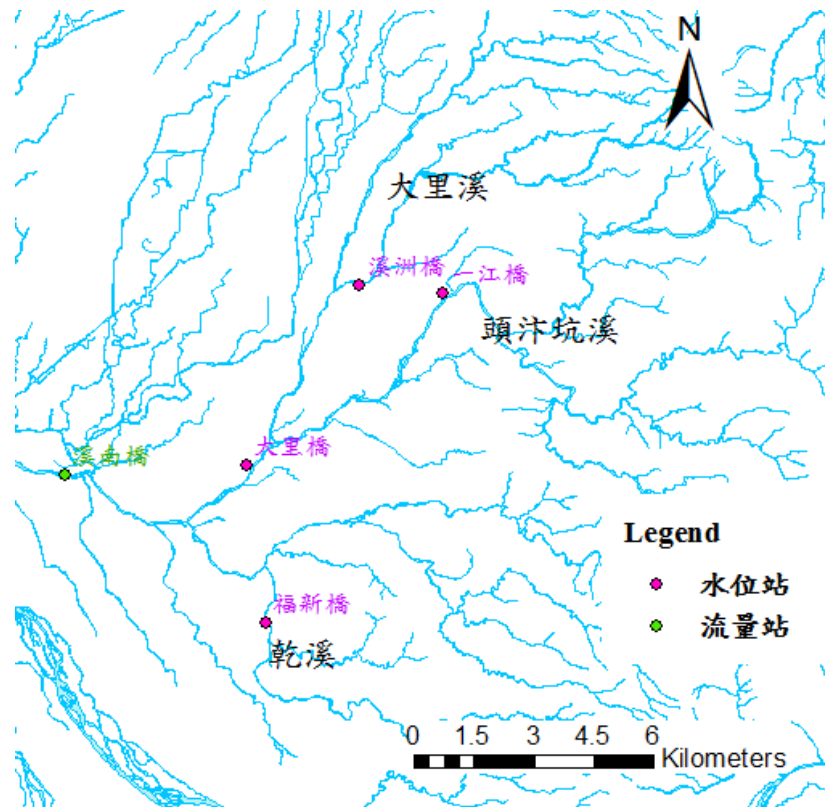 N
大里溪
溪洲橋
一江橋
頭汴坑溪
大里橋
溪南橋
福新橋
乾溪
Legend
水位站
流量站
0 1.5 3 4.5 6
Kilometers